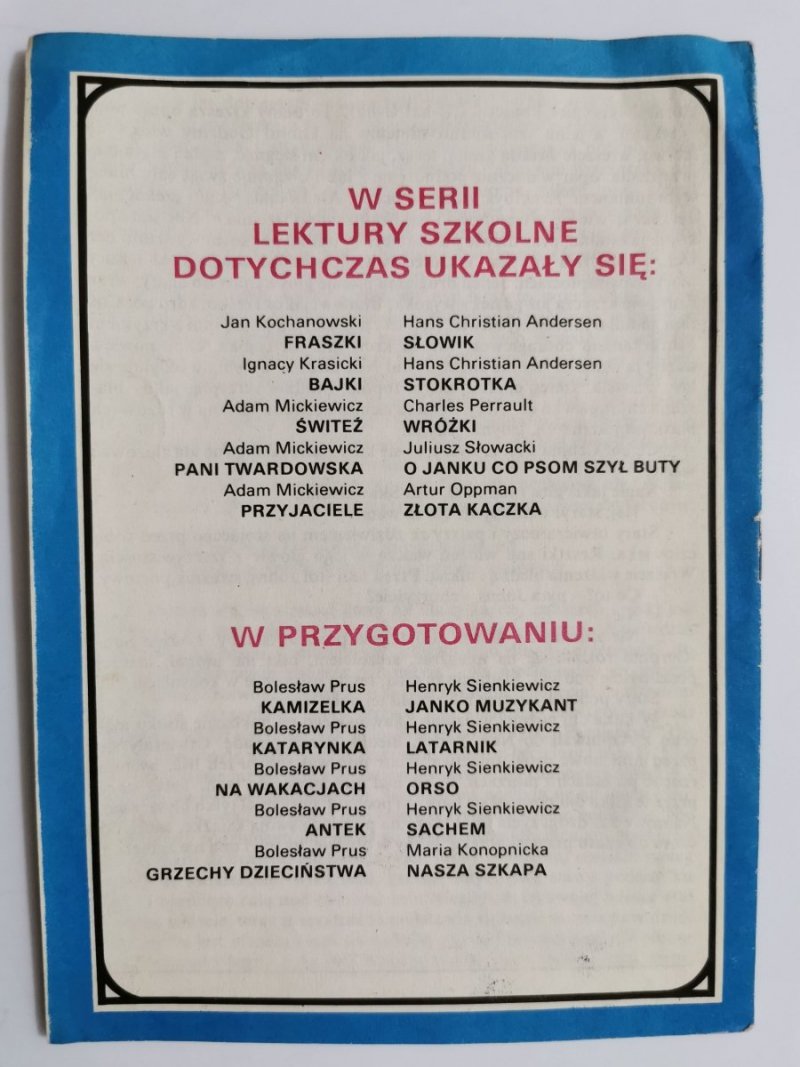 W SERII
LEKTURY SZKOLNE
DOTYCHCZAS UKAZAŁY SIĘ:
Jan Kochanowski
FRASZKI
Ignacy Krasicki
BAJKI
Adam Mickiewicz
ŚWITEŹ
Adam Mickiewicz
PANI TWARDOWSKA
Adam Mickiewicz
PRZYJACIELE
Hans Christian Andersen
SŁOWIK
Hans Christian Andersen
STOKROTKA
Charles Perrault
WRÓŻKI
Juliusz Słowacki
O JANKU CO PSOM SZYŁ BUTY
Artur Oppman
ZŁOTA KACZKA
W PRZYGOTOWANIU:
Bolesław Prus
KAMIZELKA
Bolesław Prus
KATARYNKA
Bolesław Prus
NA WAKACJACH
Bolesław Prus
ANTEK
Bolesław Prus
GRZECHY DZIECIŃSTWA
Henryk Sienkiewicz
JANKO MUZYKANT
Henryk Sienkiewicz
LATARNIK
Henryk Sienkiewicz
ORSO
Henryk Sienkiewicz
SACHEM
Maria Konopnicka
NASZA SZKAPA